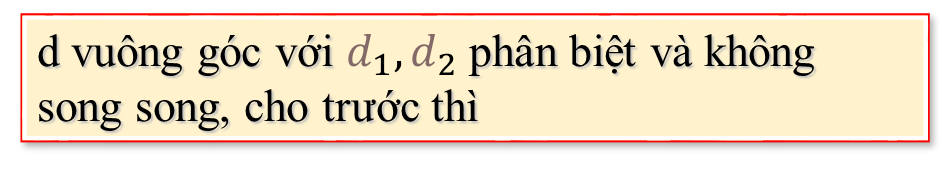 d vuông góc với d₁, d₂ phân biệt và không
song song, cho trước thì